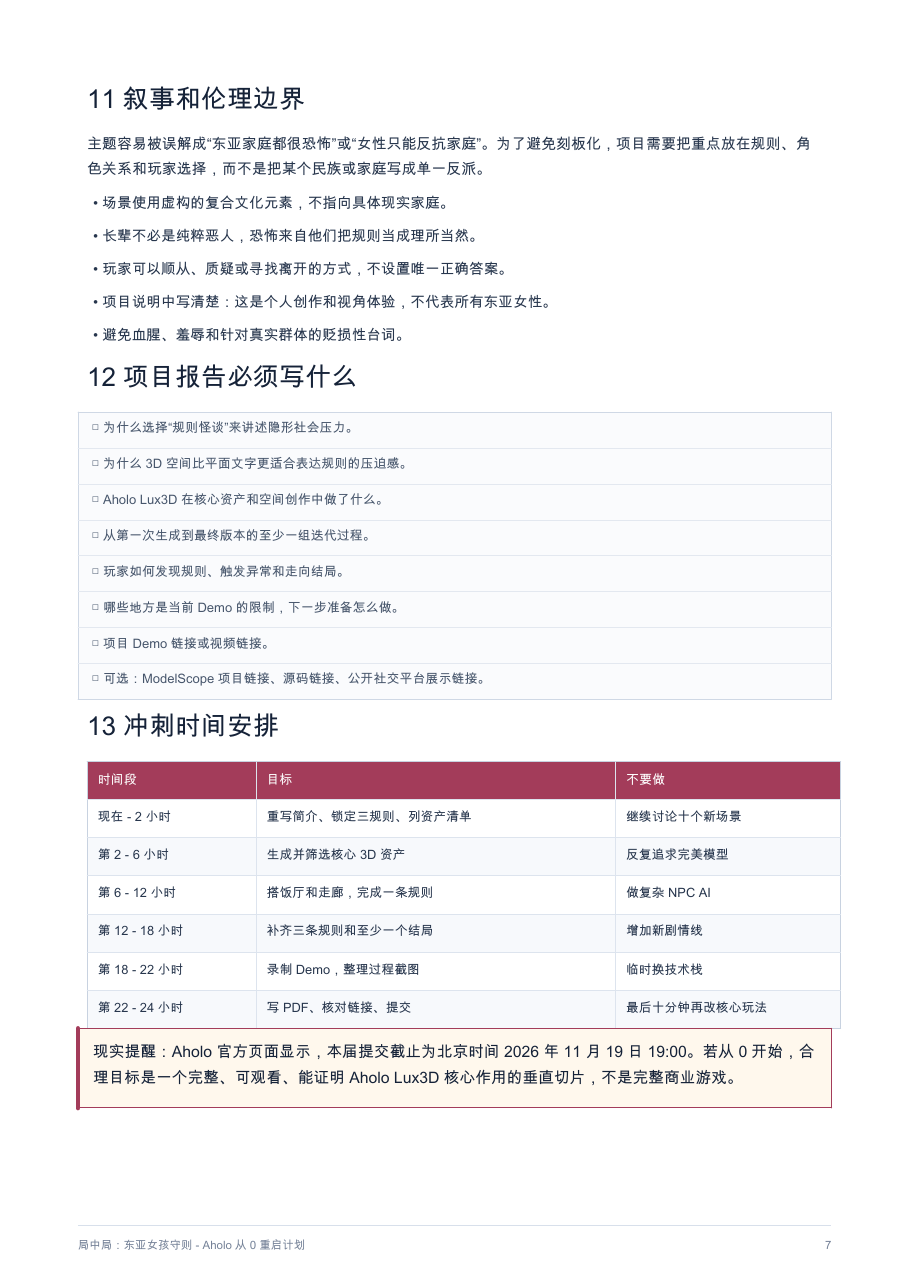 11 叙事和伦理边界
主题容易被误解成“东亚家庭都很恐怖”或“女性只能反抗家庭”。为了避免刻板化，项目需要把重点放在规则、角
色关系和玩家选择，而不是把某个民族或家庭写成单一反派。
• 场景使用虚构的复合文化元素，不指向具体现实家庭。
• 长辈不必是纯粹恶人，恐怖来自他们把规则当成理所当然。
• 玩家可以顺从、质疑或寻找离开的方式，不设置唯一正确答案。
• 项目说明中写清楚：这是个人创作和视角体验，不代表所有东亚女性。
• 避免血腥、羞辱和针对真实群体的贬损性台词。
12 项目报告必须写什么
□ 为什么选择“规则怪谈”来讲述隐形社会压力。
□ 为什么 3D 空间比平面文字更适合表达规则的压迫感。
□ Aholo Lux3D 在核心资产和空间创作中做了什么。
□ 从第一次生成到最终版本的至少一组迭代过程。
□ 玩家如何发现规则、触发异常和走向结局。
□ 哪些地方是当前 Demo 的限制，下一步准备怎么做。
□ 项目 Demo 链接或视频链接。
□ 可选：ModelScope 项目链接、源码链接、公开社交平台展示链接。
13 冲刺时间安排
时间段 目标 不要做
现在 - 2 小时 重写简介、锁定三规则、列资产清单 继续讨论十个新场景
第 2 - 6 小时 生成并筛选核心 3D 资产 反复追求完美模型
第 6 - 12 小时 搭饭厅和走廊，完成一条规则 做复杂 NPC AI
第 12 - 18 小时 补齐三条规则和至少一个结局 增加新剧情线
第 18 - 22 小时 录制 Demo，整理过程截图 临时换技术栈
第 22 - 24 小时 写 PDF、核对链接、提交 最后十分钟再改核心玩法
现实提醒：Aholo 官方页面显示，本届提交截止为北京时间 2026 年 11 月 19 日 19:00。若从 0 开始，合
理目标是一个完整、可观看、能证明 Aholo Lux3D 核心作用的垂直切片，不是完整商业游戏。
局中局：东亚女孩守则 - Aholo 从 0 重启计划 7